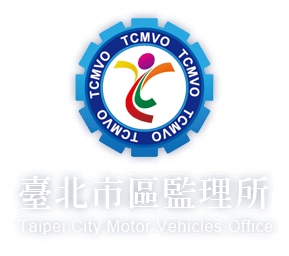 TCMVO TCMVO TCMVO TCMVO TCMVO
臺北市區監理所
Taipei City Motor Vehicles Office